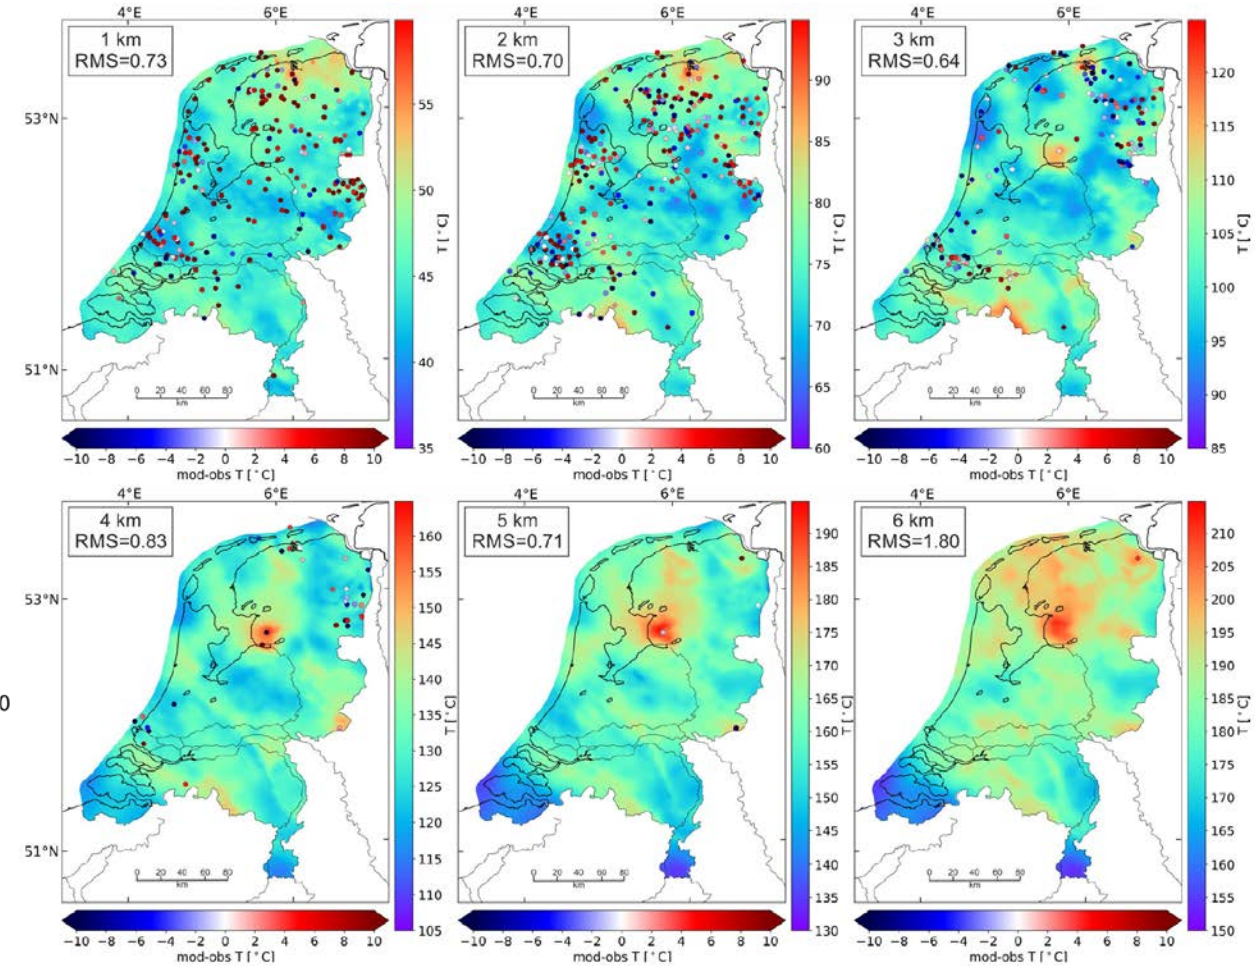 4°E 6°E 4°E 6°E 4°E 6°E
1 km
RMS=0.73
2 km
RMS=0.70
3 km
RMS=0.64
53°N
51°N
55
50
45
40
35
T [°C]
90
85
80
75
70
65
60
T [°C]
120
115
110
105
100
95
90
85
T [°C]
0 20 40 60 80
km
0 20 40 60 80
km
0 20 40 60 80
km
−10 −8 −6 −4 −2 0 2 4 6 8 10
mod-obs T [°C]
−10 −8 −6 −4 −2 0 2 4 6 8 10
mod-obs T [°C]
−10 −8 −6 −4 −2 0 2 4 6 8 10
mod-obs T [°C]
4°E 6°E 4°E 6°E 4°E 6°E
4 km
RMS=0.83
5 km
RMS=0.71
6 km
RMS=1.80
53°N
51°N
0
160
155
150
145
140
135
130
125
120
115
110
105
T [°C]
190
185
180
175
170
165
160
155
150
145
140
135
130
T [°C]
210
205
200
195
190
185
180
175
170
165
160
155
150
T [°C]
0 20 40 60 80
km
0 20 40 60 80
km
0 20 40 60 80
km
−10 −8 −6 −4 −2 0 2 4 6 8 10
mod-obs T [°C]
−10 −8 −6 −4 −2 0 2 4 6 8 10
mod-obs T [°C]
−10 −8 −6 −4 −2 0 2 4 6 8 10
mod-obs T [°C]